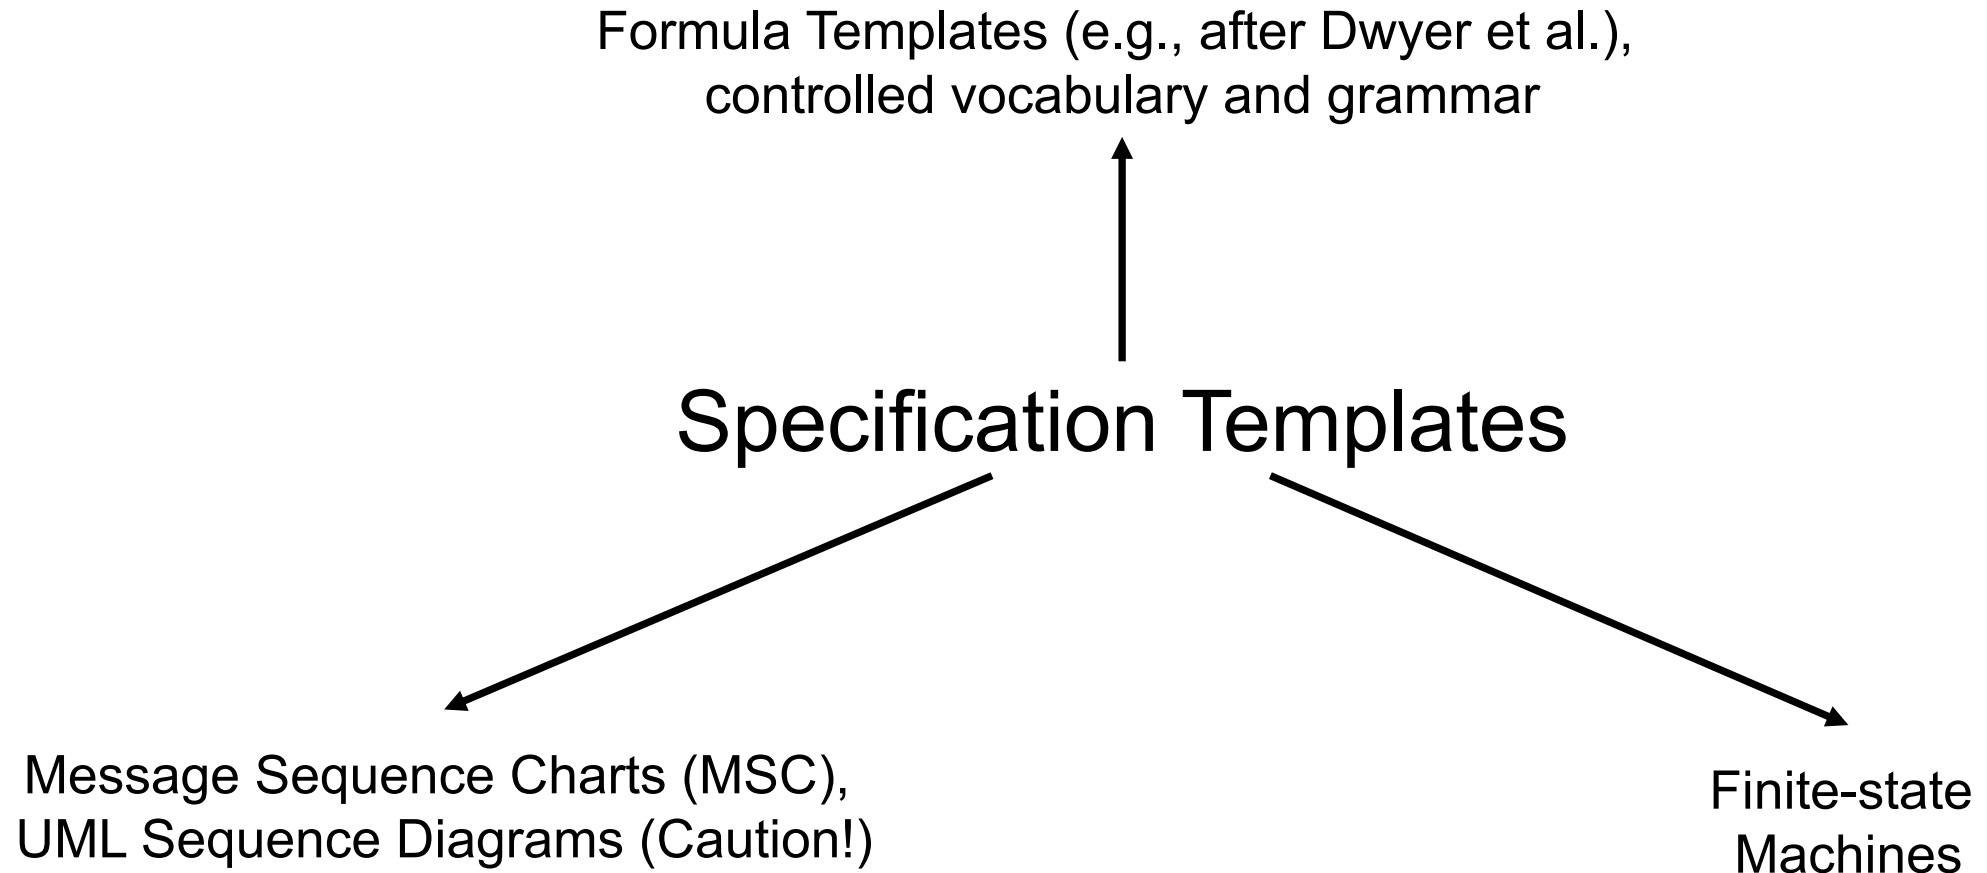 Formula Templates (e.g., after Dwyer et al.),
controlled vocabulary and grammar
Specification Templates
Message Sequence Charts (MSC),
UML Sequence Diagrams (Caution!)
Finite-state
Machines